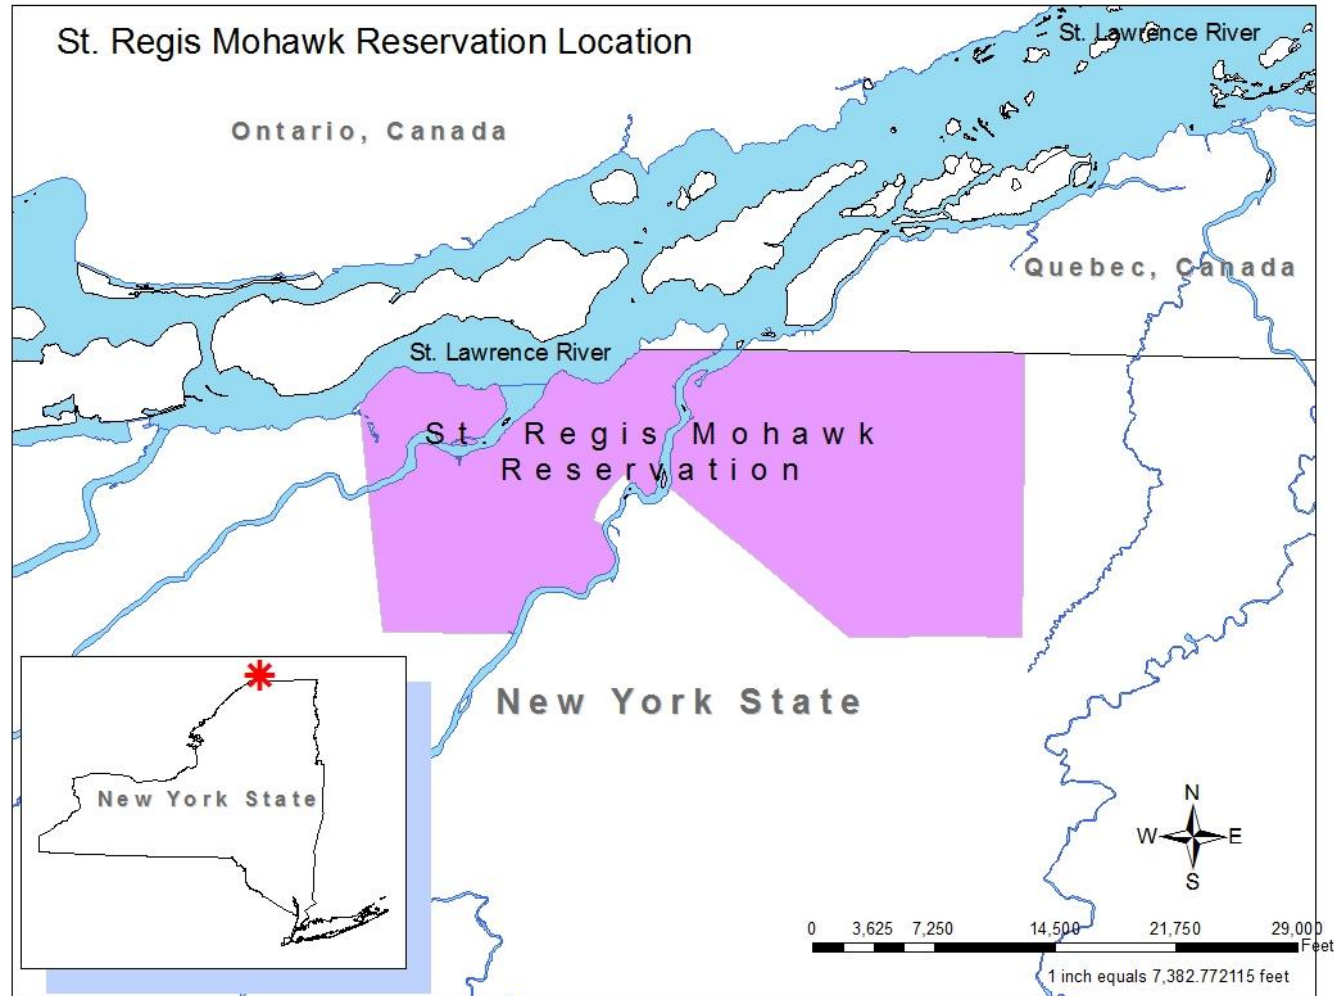 St. Regis Mohawk Reservation Location
St. Lawrence River
Ontario, Canada
Quebec, Canada
St. Lawrence River
St. Regis Mohawk
Reservation
New York State
New York State
N
W E
S
0 3,625 7,250 14,500 21,750 29,000
Feet
1 inch equals 7,382.772115 feet